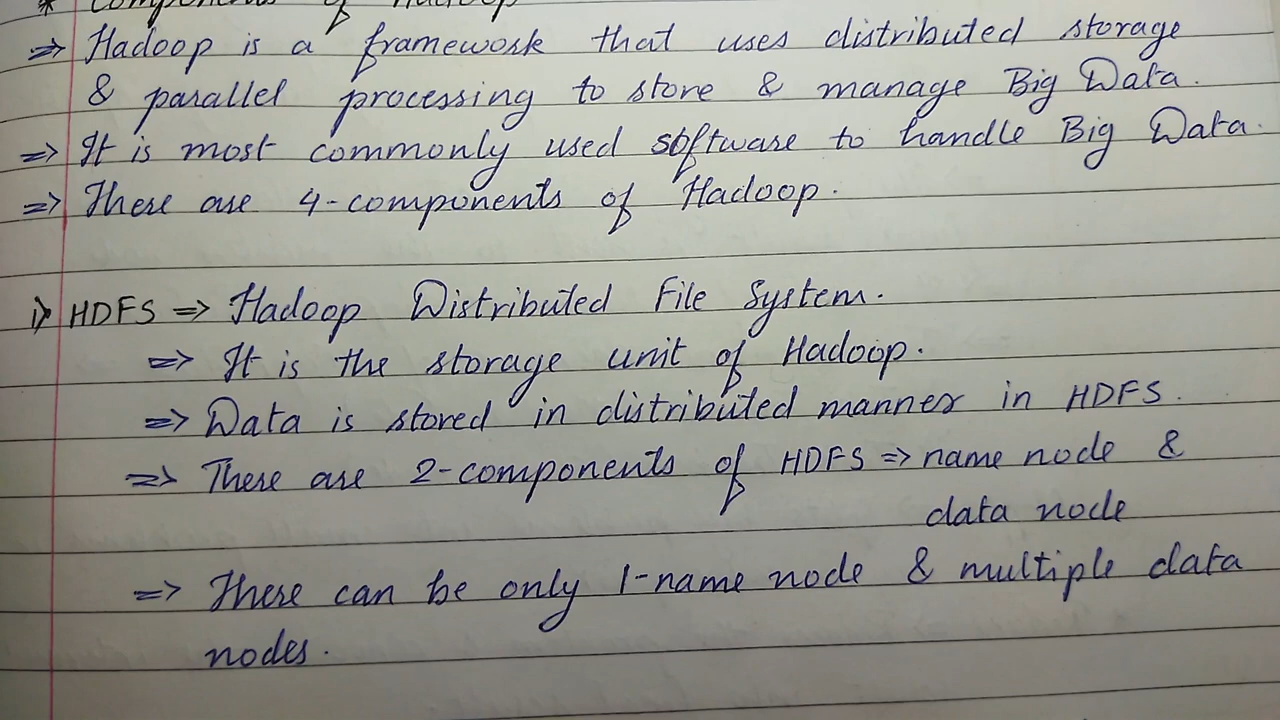 * Components of Hadoop
=> Hadoop is a framework that uses distributed storage
& parallel processing to store & manage Big Data.
=> It is most commonly used software to handle Big Data.
=> There are 4-components of Hadoop.
i) HDFS => Hadoop Distributed File System.
=> It is the storage unit of Hadoop.
=> Data is stored in distributed manner in HDFS.
=> There are 2-components of HDFS => name node &
data node
=> There can be only 1-name node & multiple data
nodes.